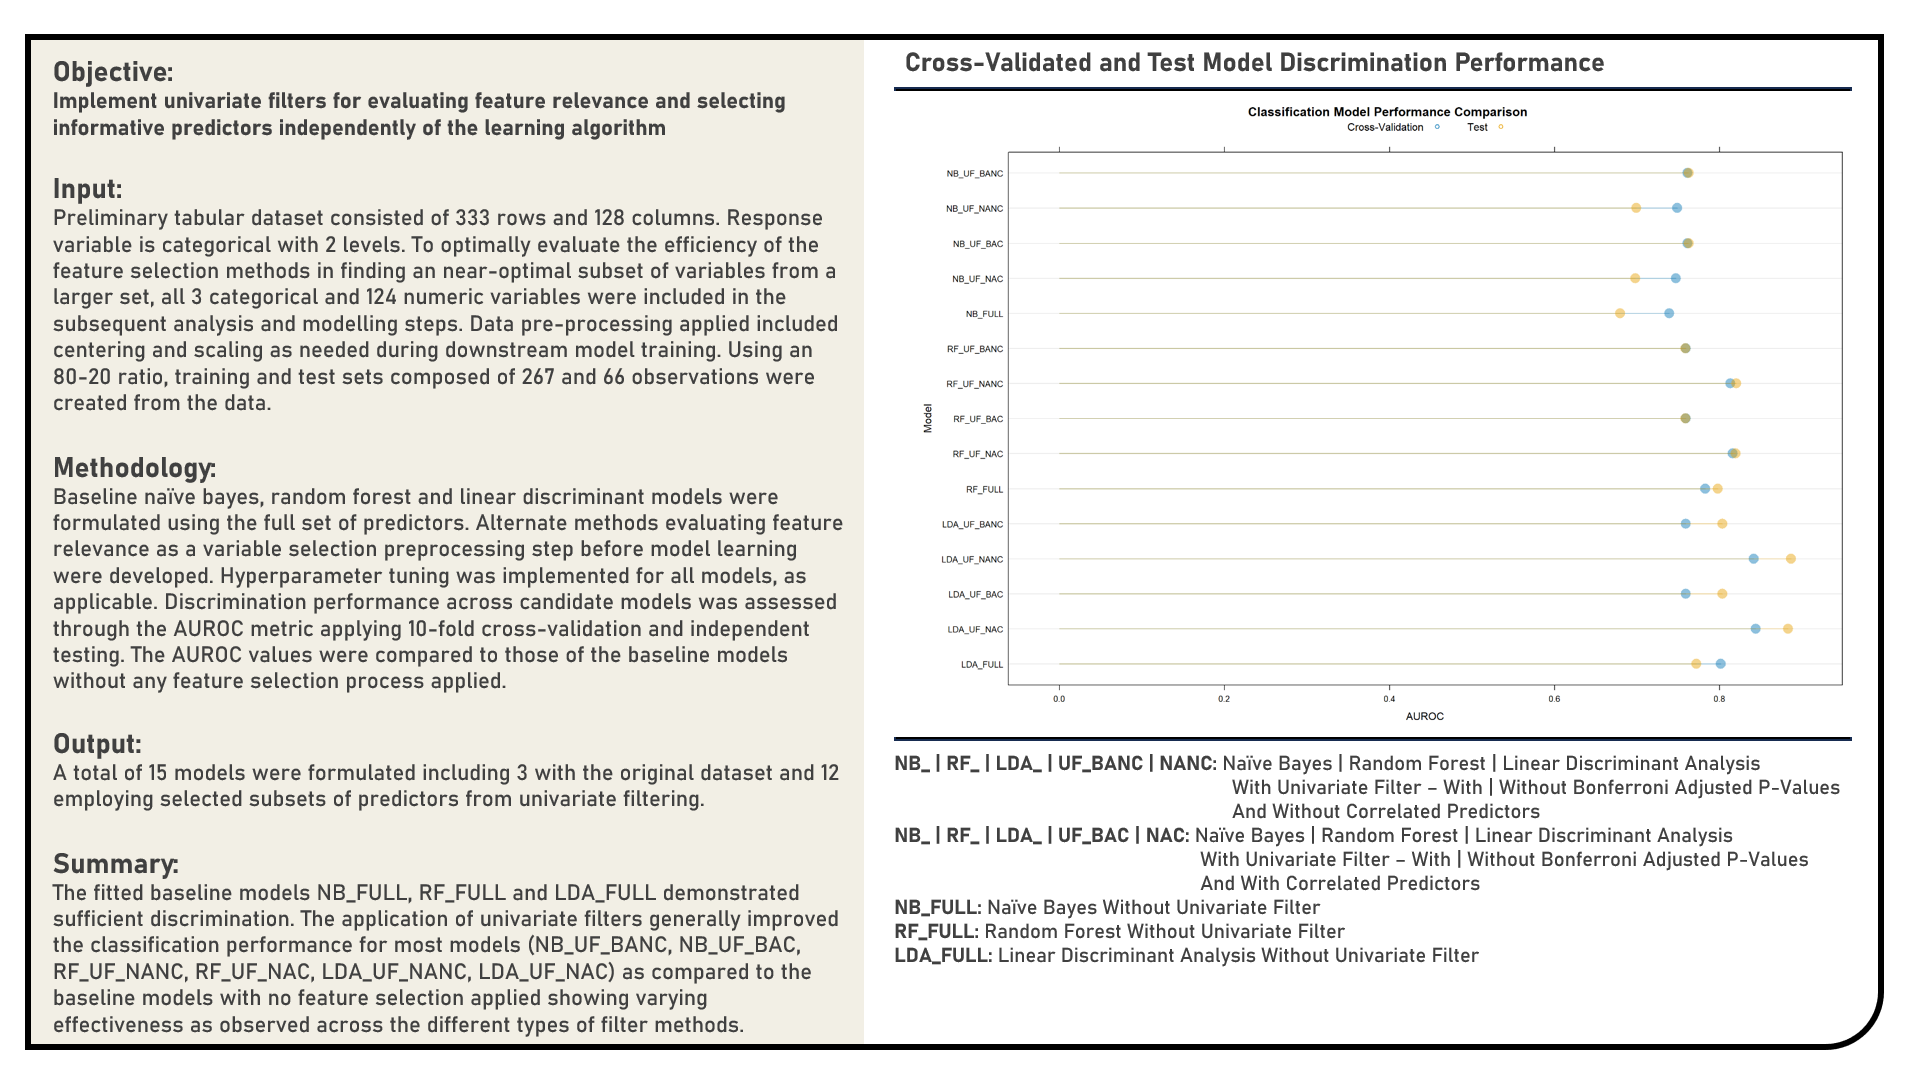 Objective:
Implement univariate filters for evaluating feature relevance and selecting
informative predictors independently of the learning algorithm
Input:
Preliminary tabular dataset consisted of 333 rows and 128 columns. Response
variable is categorical with 2 levels. To optimally evaluate the efficiency of the
feature selection methods in finding an near-optimal subset of variables from a
larger set, all 3 categorical and 124 numeric variables were included in the
subsequent analysis and modelling steps. Data pre-processing applied included
centering and scaling as needed during downstream model training. Using an
80-20 ratio, training and test sets composed of 267 and 66 observations were
created from the data.
Methodology:
Baseline naïve bayes, random forest and linear discriminant models were
formulated using the full set of predictors. Alternate methods evaluating feature
relevance as a variable selection preprocessing step before model learning
were developed. Hyperparameter tuning was implemented for all models, as
applicable. Discrimination performance across candidate models was assessed
through the AUROC metric applying 10-fold cross-validation and independent
testing. The AUROC values were compared to those of the baseline models
without any feature selection process applied.
Output:
A total of 15 models were formulated including 3 with the original dataset and 12
employing selected subsets of predictors from univariate filtering.
Summary:
The fitted baseline models NB_FULL, RF_FULL and LDA_FULL demonstrated
sufficient discrimination. The application of univariate filters generally improved
the classification performance for most models (NB_UF_BANC, NB_UF_BAC,
RF_UF_NANC, RF_UF_NAC, LDA_UF_NANC, LDA_UF_NAC) as compared to the
baseline models with no feature selection applied showing varying
effectiveness as observed across the different types of filter methods.
Cross-Validated and Test Model Discrimination Performance
Classification Model Performance Comparison
Cross-Validation Test
NB_UF_BANC
NB_UF_NANC
NB_UF_BAC
NB_UF_NAC
NB_FULL
RF_UF_BANC
RF_UF_NANC
RF_UF_BAC
RF_UF_NAC
RF_FULL
LDA_UF_BANC
LDA_UF_NANC
LDA_UF_BAC
LDA_UF_NAC
LDA_FULL
Model
0.0 0.2 0.4 0.6 0.8
AUROC
NB_ | RF_ | LDA_ | UF_BANC | NANC: Naïve Bayes | Random Forest | Linear Discriminant Analysis
With Univariate Filter – With | Without Bonferroni Adjusted P-Values
And Without Correlated Predictors
NB_ | RF_ | LDA_ | UF_BAC | NAC: Naïve Bayes | Random Forest | Linear Discriminant Analysis
With Univariate Filter – With | Without Bonferroni Adjusted P-Values
And With Correlated Predictors
NB_FULL: Naïve Bayes Without Univariate Filter
RF_FULL: Random Forest Without Univariate Filter
LDA_FULL: Linear Discriminant Analysis Without Univariate Filter